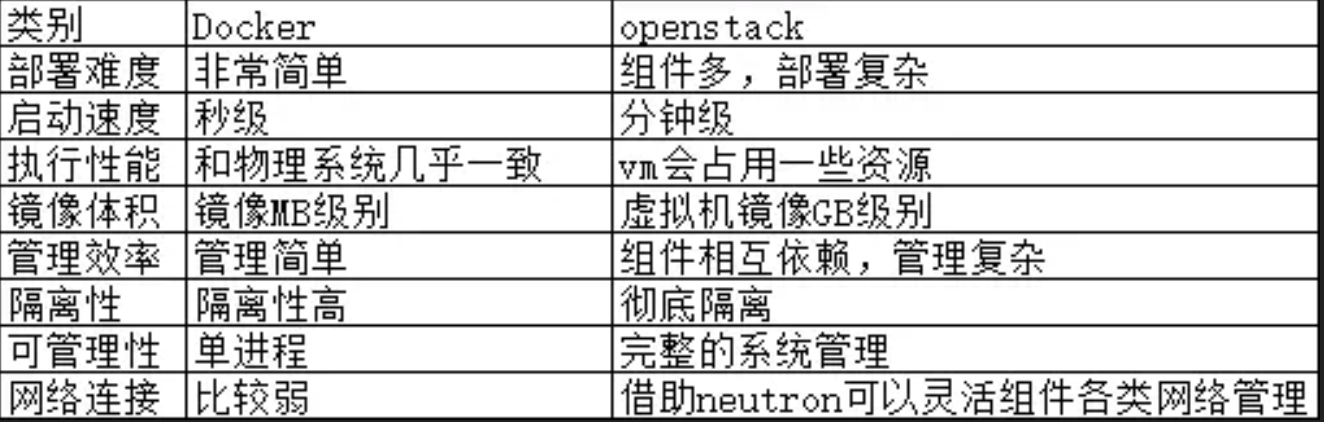 类别 Docker openstack
部署难度 非常简单 组件多，部署复杂
启动速度 秒级 分钟级
执行性能 和物理系统几乎一致 vm会占用一些资源
镜像体积 镜像MB级别 虚拟机镜像GB级别
管理效率 管理简单 组件相互依赖，管理复杂
隔离性 隔离性高 彻底隔离
可管理性 单进程 完整的系统管理
网络连接 比较弱 借助neutron可以灵活组件各类网络管理